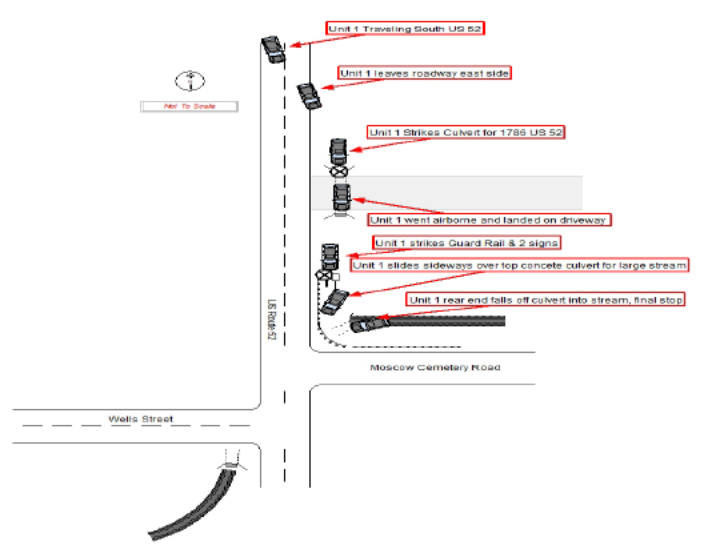 Unit 1 Traveling South US 52
Unit 1 leaves roadway east side
Not To Scale
Unit 1 Strikes Culvert for 1786 US 52
Unit 1 went airborne and landed on driveway
Unit 1 strikes Guard Rail & 2 signs
Unit 1 slides sideways over top concete culvert for large stream
Unit 1 rear end falls off culvert into stream, final stop
US Route 52
Moscow Cemetery Road
Wells Street